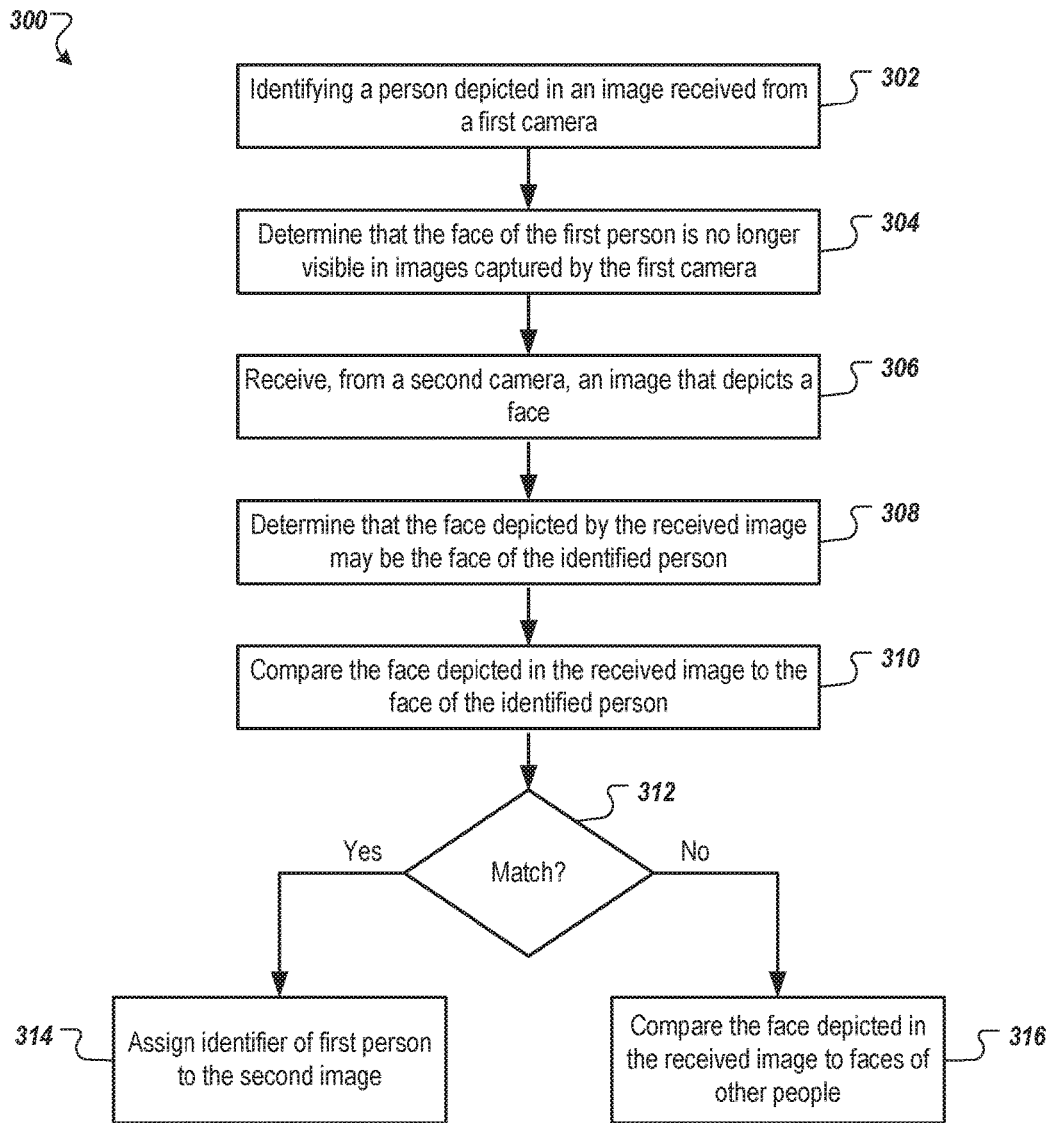 300
Identifying a person depicted in an image received from
a first camera
302
Determine that the face of the first person is no longer
visible in images captured by the first camera
304
Receive, from a second camera, an image that depicts a
face
306
Determine that the face depicted by the received image
may be the face of the identified person
308
Compare the face depicted in the received image to the
face of the identified person
310
312
Yes
Match?
No
314
Assign identifier of first person
to the second image
Compare the face depicted in
the received image to faces of
other people
316